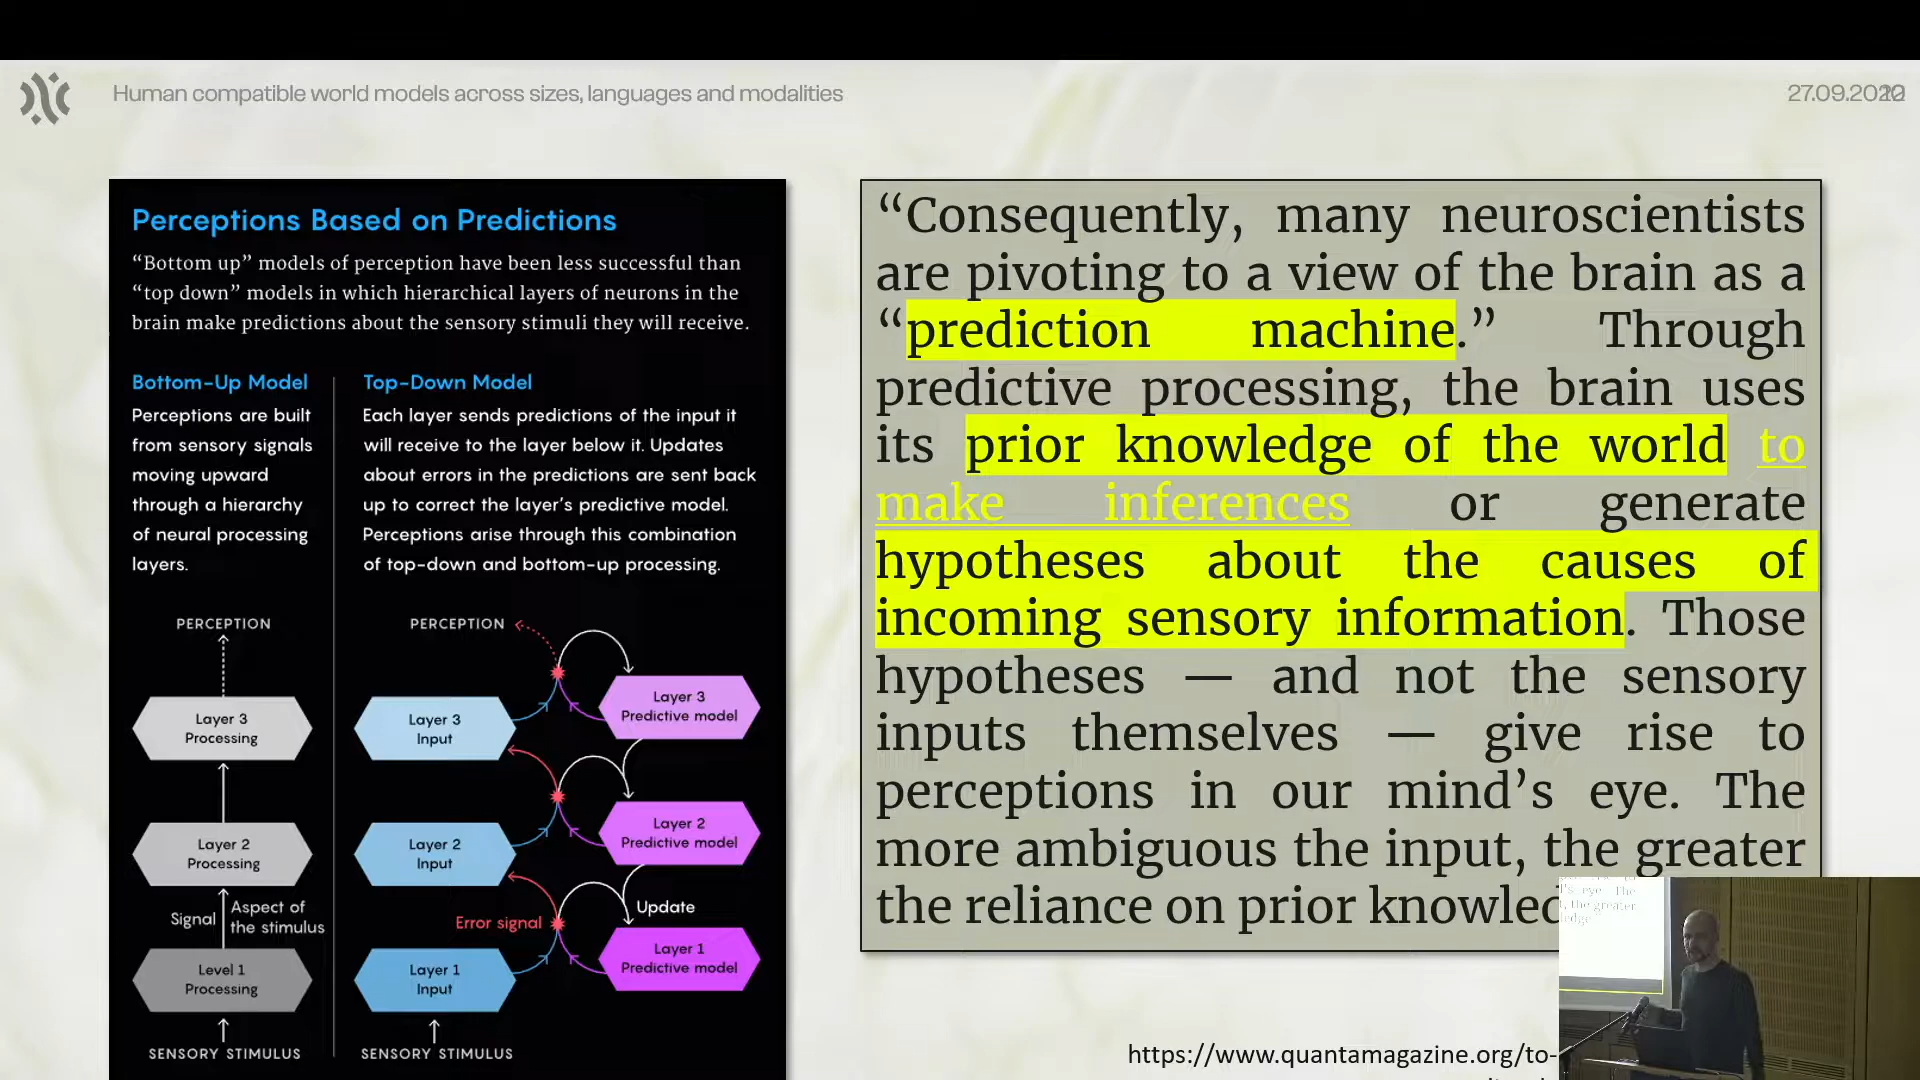 Human compatible world models across sizes, languages and modalities
Perceptions Based on Predictions
“Bottom up” models of perception have been less successful than
“top down” models in which hierarchical layers of neurons in the
brain make predictions about the sensory stimuli they will receive.
Bottom-Up Model
Perceptions are built
from sensory signals
moving upward
through a hierarchy
of neural processing
layers.
PERCEPTION
Layer 3
Processing
Layer 2
Processing
Signal
Aspect of
the stimulus
Level 1
Processing
SENSORY STIMULUS
Top-Down Model
Each layer sends predictions of the input it
will receive to the layer below it. Updates
about errors in the predictions are sent back
up to correct the layer’s predictive model.
Perceptions arise through this combination
of top-down and bottom-up processing.
PERCEPTION
Layer 3
Input
Layer 3
Predictive model
Layer 2
Input
Layer 2
Predictive model
Error signal
Update
Layer 1
Input
Layer 1
Predictive model
SENSORY STIMULUS
“Consequently, many neuroscientists
are pivoting to a view of the brain as a
“prediction machine.” Through
predictive processing, the brain uses
its prior knowledge of the world to
make inferences or generate
hypotheses about the causes of
incoming sensory information. Those
hypotheses — and not the sensory
inputs themselves — give rise to
perceptions in our mind’s eye. The
more ambiguous the input, the greater
the reliance on prior knowled
https://www.quantamagazine.org/to-
's eye. The
t, the greater
ledge